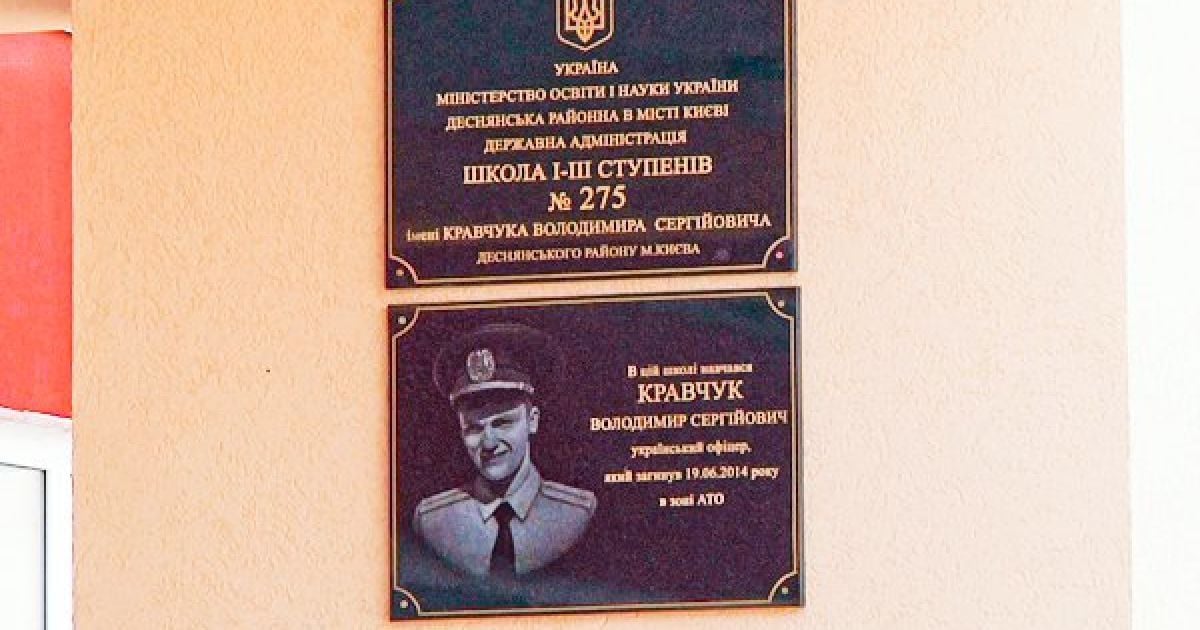 УКРАЇНА
МІНІСТЕРСТВО ОСВІТИ І НАУКИ УКРАЇНИ
ДЕСНЯНСЬКА РАЙОННА В МІСТІ КИЄВІ
ДЕРЖАВНА АДМІНІСТРАЦІЯ
ШКОЛА І-ІІІ СТУПЕНІВ
№ 275
імені КРАВЧУКА ВОЛОДИМИРА СЕРГІЙОВИЧА
ДЕСНЯНСЬКОГО РАЙОНУ М.КИЄВА
В цій школі навчався
КРАВЧУК
ВОЛОДИМИР СЕРГІЙОВИЧ
український офіцер,
який загинув 19.06.2014 року
в зоні АТО